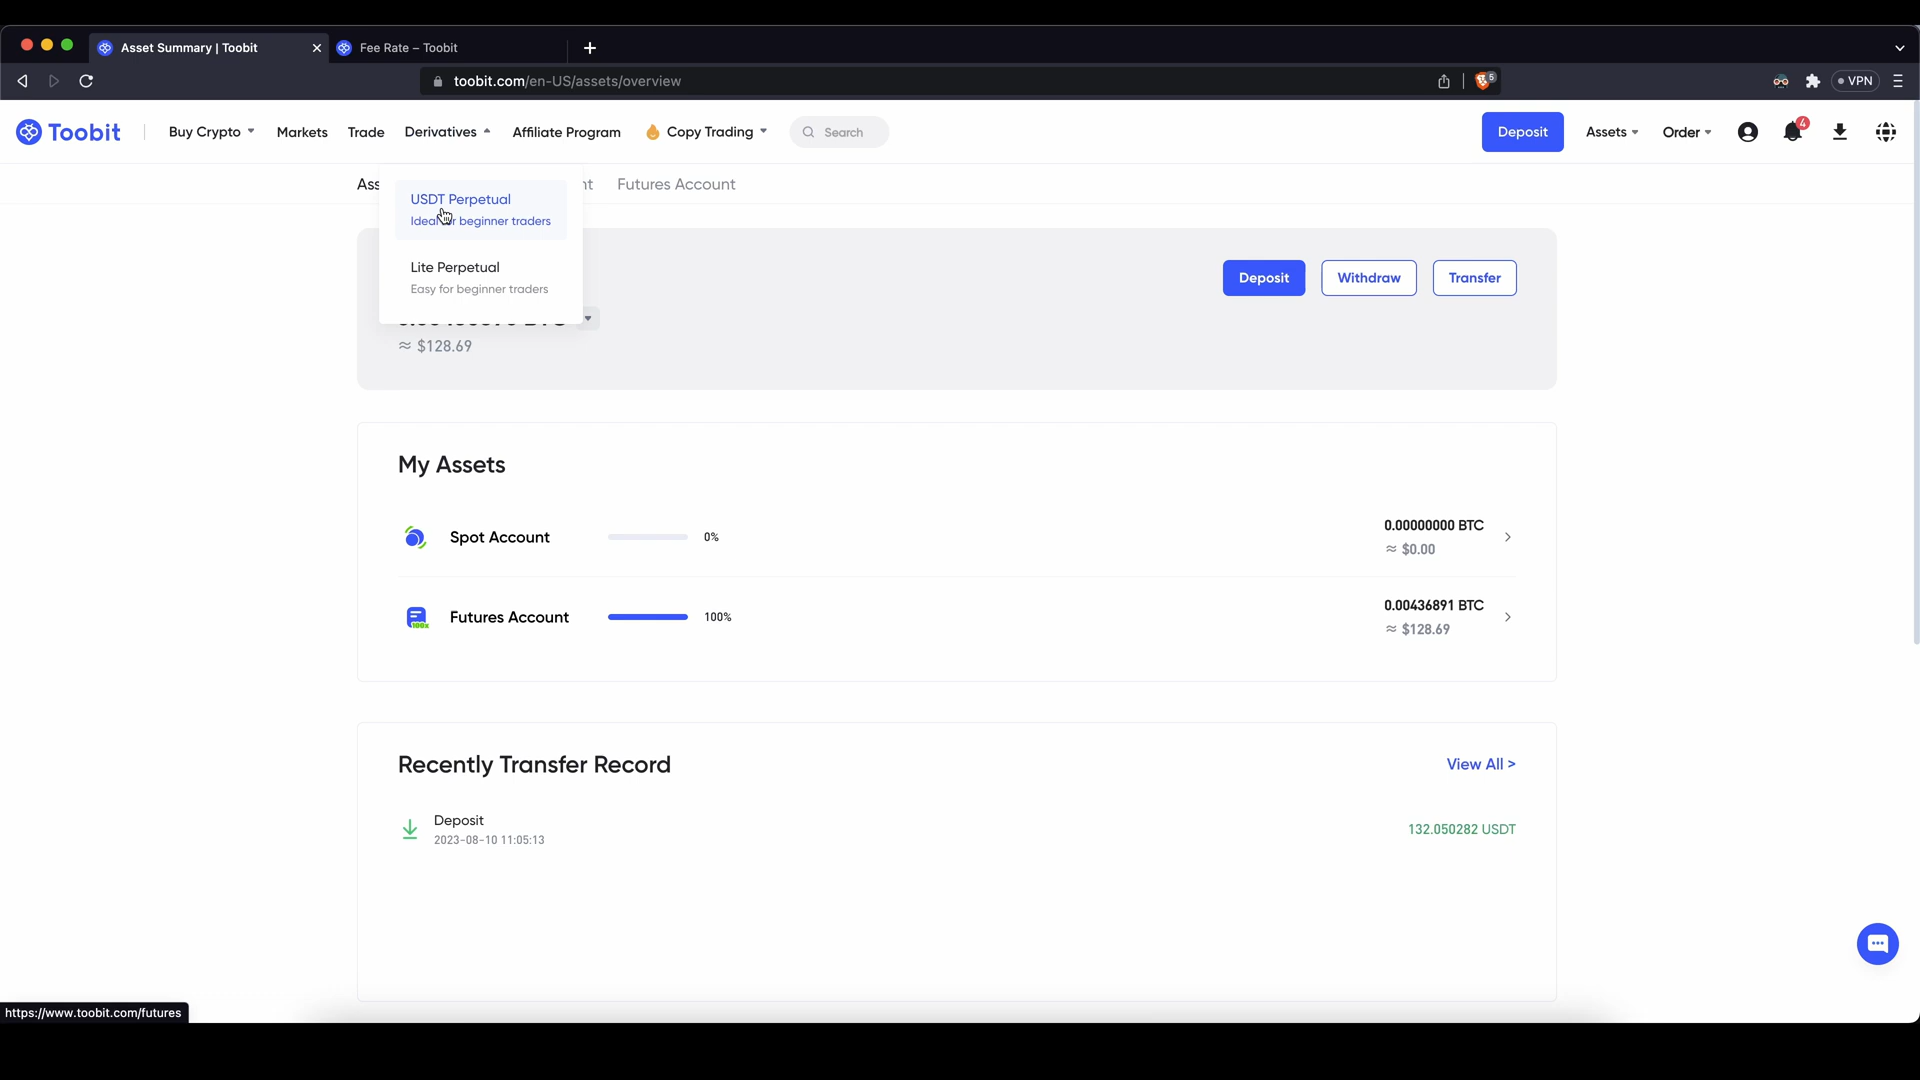 Asset Summary | Toobit
Fee Rate – Toobit
toobit.com/en-US/assets/overview
5
VPN
Toobit
Buy Crypto
Markets
Trade
Derivatives
Affiliate Program
Copy Trading
Search
Deposit
Assets
Order
4
Ass
nt
Futures Account
USDT Perpetual
Ideal for beginner traders
Lite Perpetual
Easy for beginner traders
Deposit
Withdraw
Transfer
≈ $128.69
My Assets
Spot Account
0%
0.00000000 BTC
≈ $0.00
100x
Futures Account
100%
0.00436891 BTC
≈ $128.69
Recently Transfer Record
View All >
Deposit
2023-08-10 11:05:13
132.050282 USDT
https://www.toobit.com/futures